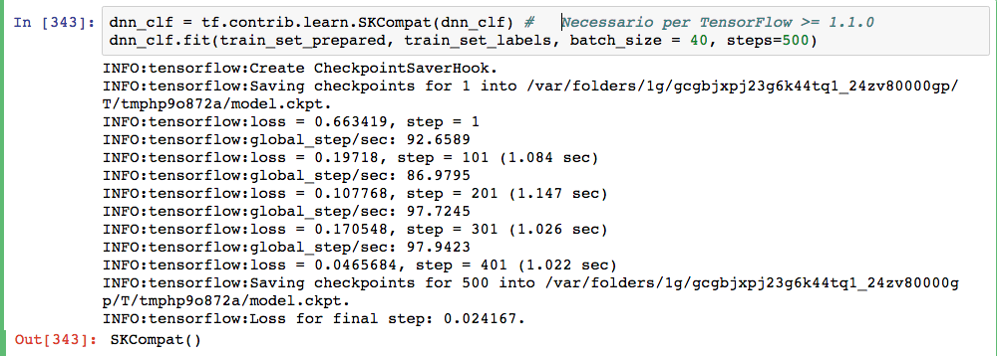 In [343]: dnn_clf = tf.contrib.learn.SKCompat(dnn_clf) #   Necessario per TensorFlow >= 1.1.0
dnn_clf.fit(train_set_prepared, train_set_labels, batch_size = 40, steps=500)
INFO:tensorflow:Create CheckpointSaverHook.
INFO:tensorflow:Saving checkpoints for 1 into /var/folders/1g/gcgbjxpj23g6k44tq1_24zv80000gp/
T/tmphp9o872a/model.ckpt.
INFO:tensorflow:loss = 0.663419, step = 1
INFO:tensorflow:global_step/sec: 92.6589
INFO:tensorflow:loss = 0.19718, step = 101 (1.084 sec)
INFO:tensorflow:global_step/sec: 86.9795
INFO:tensorflow:loss = 0.107768, step = 201 (1.147 sec)
INFO:tensorflow:global_step/sec: 97.7245
INFO:tensorflow:loss = 0.170548, step = 301 (1.026 sec)
INFO:tensorflow:global_step/sec: 97.9423
INFO:tensorflow:loss = 0.0465684, step = 401 (1.022 sec)
INFO:tensorflow:Saving checkpoints for 500 into /var/folders/1g/gcgbjxpj23g6k44tq1_24zv80000g
p/T/tmphp9o872a/model.ckpt.
INFO:tensorflow:Loss for final step: 0.024167.
Out[343]: SKCompat()